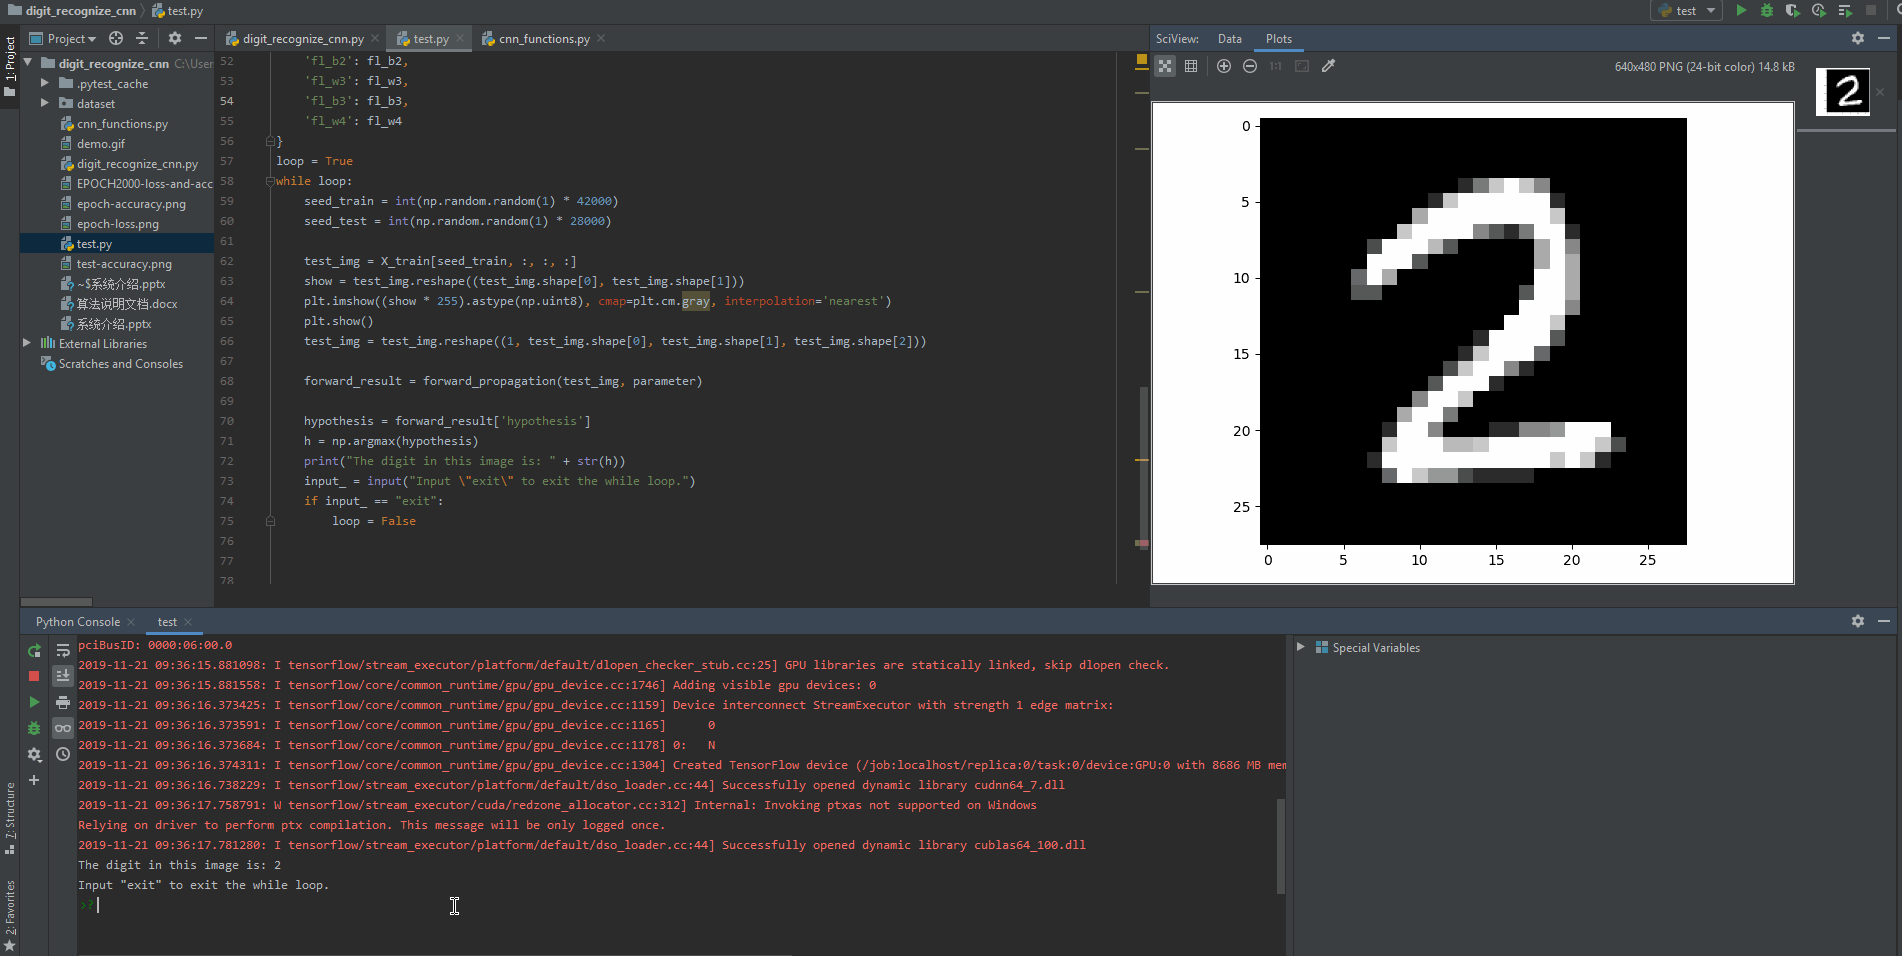 digit_recognize_cnn test.py
test
1: Project
Project
digit_recognize_cnn C:\User
.pytest_cache
dataset
cnn_functions.py
demo.gif
digit_recognize_cnn.py
EPOCH2000-loss-and-acc
epoch-accuracy.png
epoch-loss.png
test.py
test-accuracy.png
~$系统介绍.pptx
算法说明文档.docx
系统介绍.pptx
External Libraries
Scratches and Consoles
digit_recognize_cnn.py test.py cnn_functions.py
52 'fl_b2': fl_b2,
53 'fl_w3': fl_w3,
54 'fl_b3': fl_b3,
55 'fl_w4': fl_w4
56 }
57 loop = True
58 while loop:
59 seed_train = int(np.random.random(1) * 42000)
60 seed_test = int(np.random.random(1) * 28000)
61
62 test_img = X_train[seed_train, :, :, :]
63 show = test_img.reshape((test_img.shape[0], test_img.shape[1]))
64 plt.imshow((show * 255).astype(np.uint8), cmap=plt.cm.gray, interpolation='nearest')
65 plt.show()
66 test_img = test_img.reshape((1, test_img.shape[0], test_img.shape[1], test_img.shape[2]))
67
68 forward_result = forward_propagation(test_img, parameter)
69
70 hypothesis = forward_result['hypothesis']
71 h = np.argmax(hypothesis)
72 print("The digit in this image is: " + str(h))
73 input_ = input("Input \"exit\" to exit the while loop.")
74 if input_ == "exit":
75 loop = False
76
77
78
SciView: Data Plots
1:1
640x480 PNG (24-bit color) 14.8 kB
2
0
5
10
15
20
25
2
0 5 10 15 20 25
Python Console test
pciBusID: 0000:06:00.0
2019-11-21 09:36:15.881098: I tensorflow/stream_executor/platform/default/dlopen_checker_stub.cc:25] GPU libraries are statically linked, skip dlopen check.
2019-11-21 09:36:15.881558: I tensorflow/core/common_runtime/gpu/gpu_device.cc:1746] Adding visible gpu devices: 0
2019-11-21 09:36:16.373425: I tensorflow/core/common_runtime/gpu/gpu_device.cc:1159] Device interconnect StreamExecutor with strength 1 edge matrix:
2019-11-21 09:36:16.373591: I tensorflow/core/common_runtime/gpu/gpu_device.cc:1165] 0
2019-11-21 09:36:16.373684: I tensorflow/core/common_runtime/gpu/gpu_device.cc:1178] 0: N
2019-11-21 09:36:16.374311: I tensorflow/core/common_runtime/gpu/gpu_device.cc:1304] Created TensorFlow device (/job:localhost/replica:0/task:0/device:GPU:0 with 8686 MB mem
2019-11-21 09:36:16.738229: I tensorflow/stream_executor/platform/default/dso_loader.cc:44] Successfully opened dynamic library cudnn64_7.dll
2019-11-21 09:36:17.758791: W tensorflow/stream_executor/cuda/redzone_allocator.cc:312] Internal: Invoking ptxas not supported on Windows
Relying on driver to perform ptx compilation. This message will be only logged once.
2019-11-21 09:36:17.781280: I tensorflow/stream_executor/platform/default/dso_loader.cc:44] Successfully opened dynamic library cublas64_100.dll
The digit in this image is: 2
Input "exit" to exit the while loop.
>?
Special Variables
7: Structure
2: Favorites